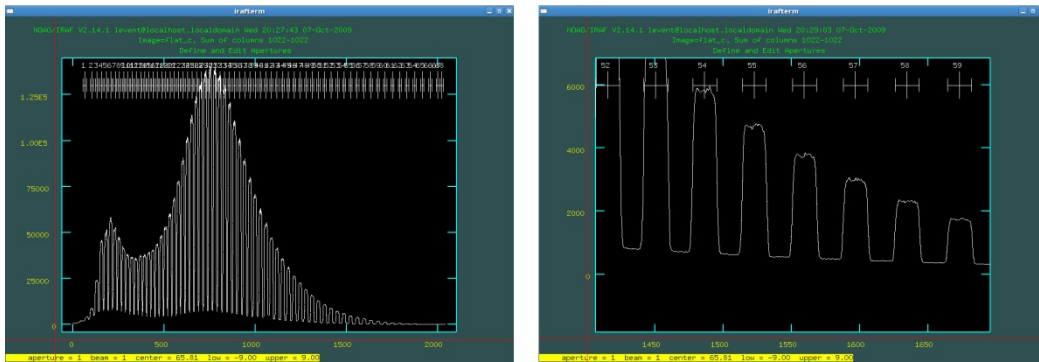 irafterm
NOAO/IRAF V2.14.1 levent@localhost.localdomain Wed 20:27:43 07-Oct-2009
Image=flat_c, Sum of columns 1022-1022
Define and Edit Apertures
1.25E5
1.00E5
75000
50000
25000
0
0 500 1000 1500 2000
aperture = 1 beam = 1 center = 65.81 low = -9.00 upper = 9.00
irafterm
NOAO/IRAF V2.14.1 levent@localhost.localdomain Wed 20:29:03 07-Oct-2009
Image=flat_c, Sum of columns 1022-1022
Define and Edit Apertures
52 53 54 55 56 57 58 59
6000
4000
2000
0
1450 1500 1550 1600 1650
aperture = 1 beam = 1 center = 65.81 low = -9.00 upper = 9.00